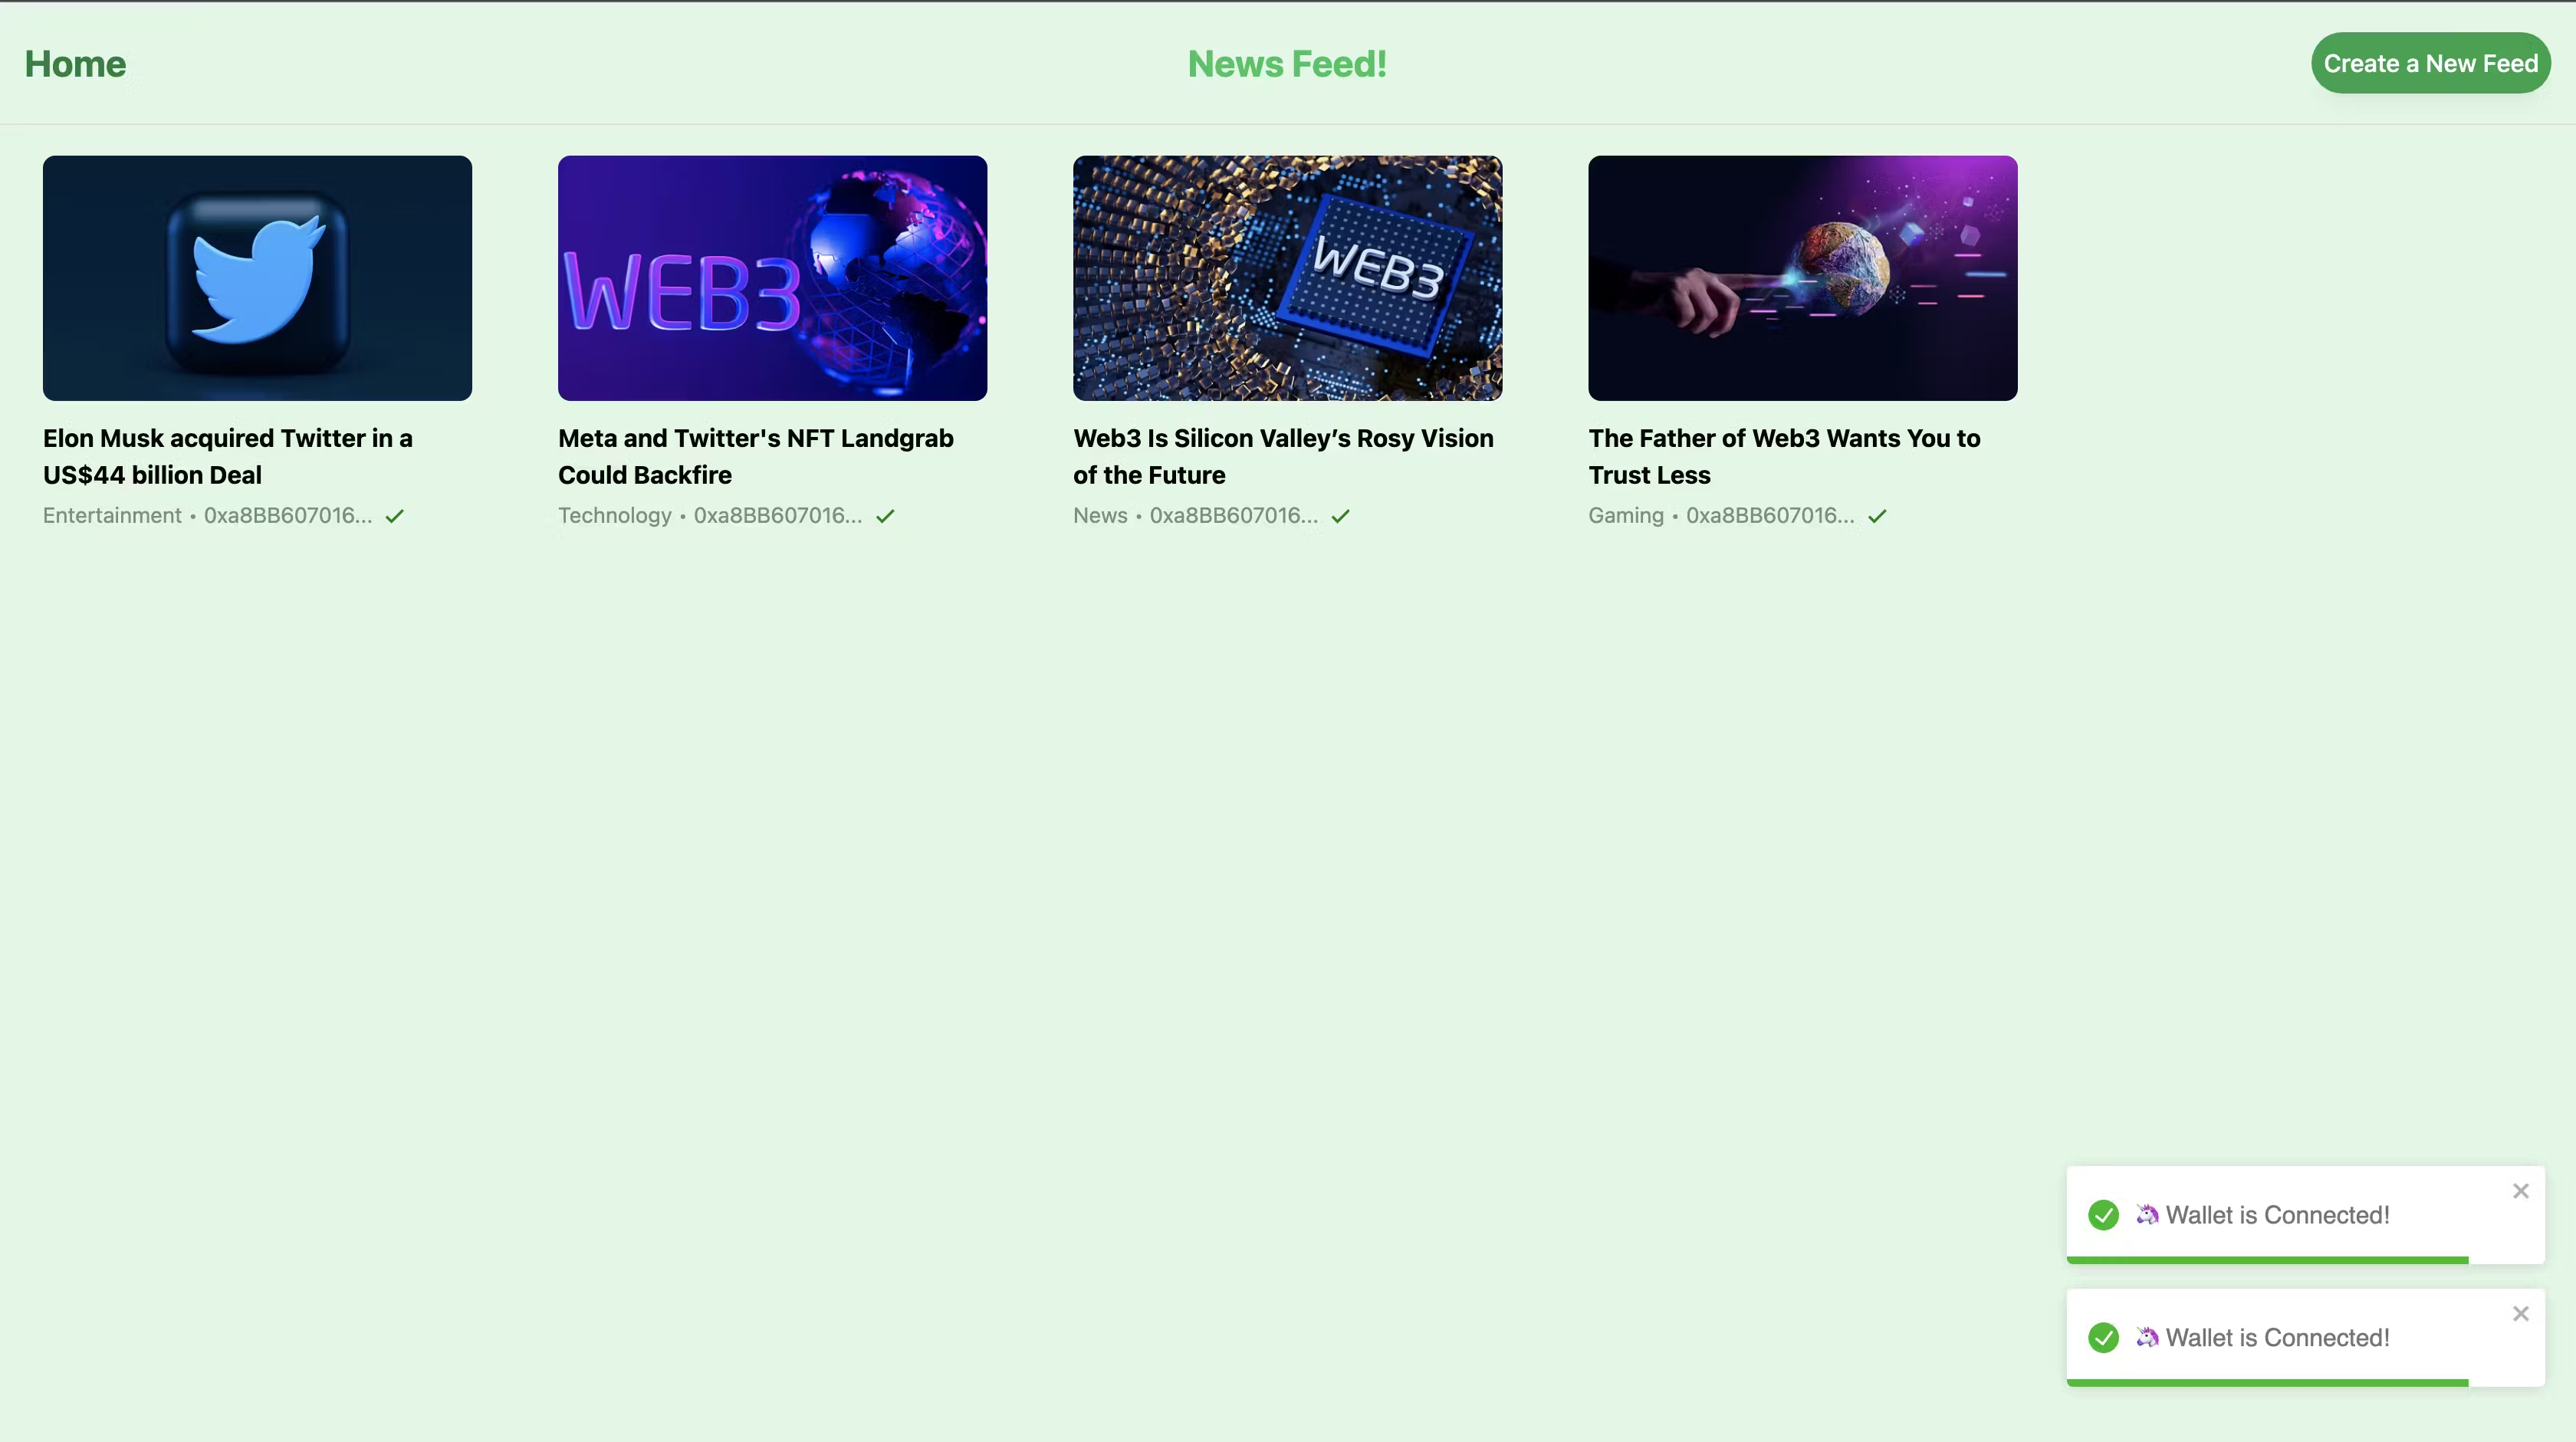 Home
News Feed!
Create a New Feed
WEB3
WEB3
Elon Musk acquired Twitter in a
US$44 billion Deal
Entertainment • 0xa8BB607016...
Meta and Twitter's NFT Landgrab
Could Backfire
Technology • 0xa8BB607016...
Web3 Is Silicon Valley’s Rosy Vision
of the Future
News • 0xa8BB607016...
The Father of Web3 Wants You to
Trust Less
Gaming • 0xa8BB607016...
🦄 Wallet is Connected!
🦄 Wallet is Connected!